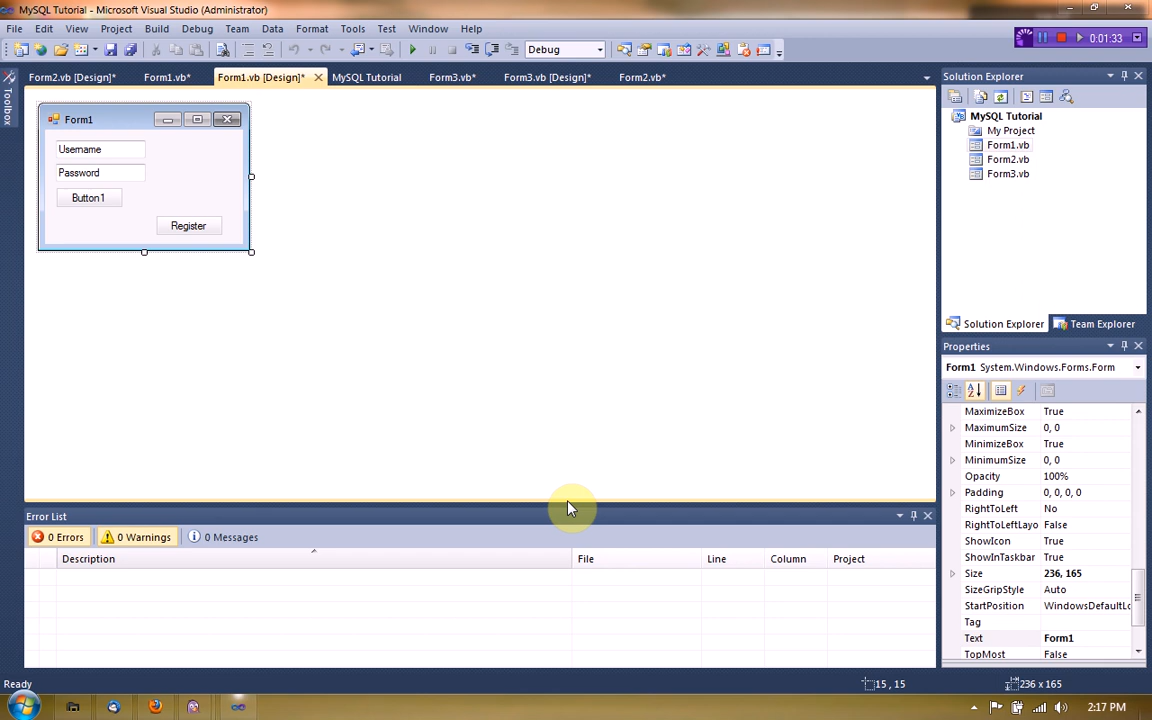 MySQL Tutorial - Microsoft Visual Studio (Administrator)
File Edit View Project Build Debug Team Data Format Tools Test Window Help
Debug
00:01:33
Form2.vb [Design]* Form1.vb* Form1.vb [Design]* MySQL Tutorial Form3.vb* Form3.vb [Design]* Form2.vb*
Toolbox
Form1
Username
Password
Button1
Register
Solution Explorer
MySQL Tutorial
My Project
Form1.vb
Form2.vb
Form3.vb
Solution Explorer Team Explorer
Properties
Form1 System.Windows.Forms.Form
MaximizeBox True
MaximumSize 0, 0
MinimizeBox True
MinimumSize 0, 0
Opacity 100%
Padding 0, 0, 0, 0
RightToLeft No
RightToLeftLayo False
ShowIcon True
ShowInTaskbar True
Size 236, 165
SizeGripStyle Auto
StartPosition WindowsDefaultLo
Tag
Text Form1
TopMost False
Error List
0 Errors 0 Warnings 0 Messages
Description File Line Column Project
Ready 15 , 15 236 x 165
2:17 PM